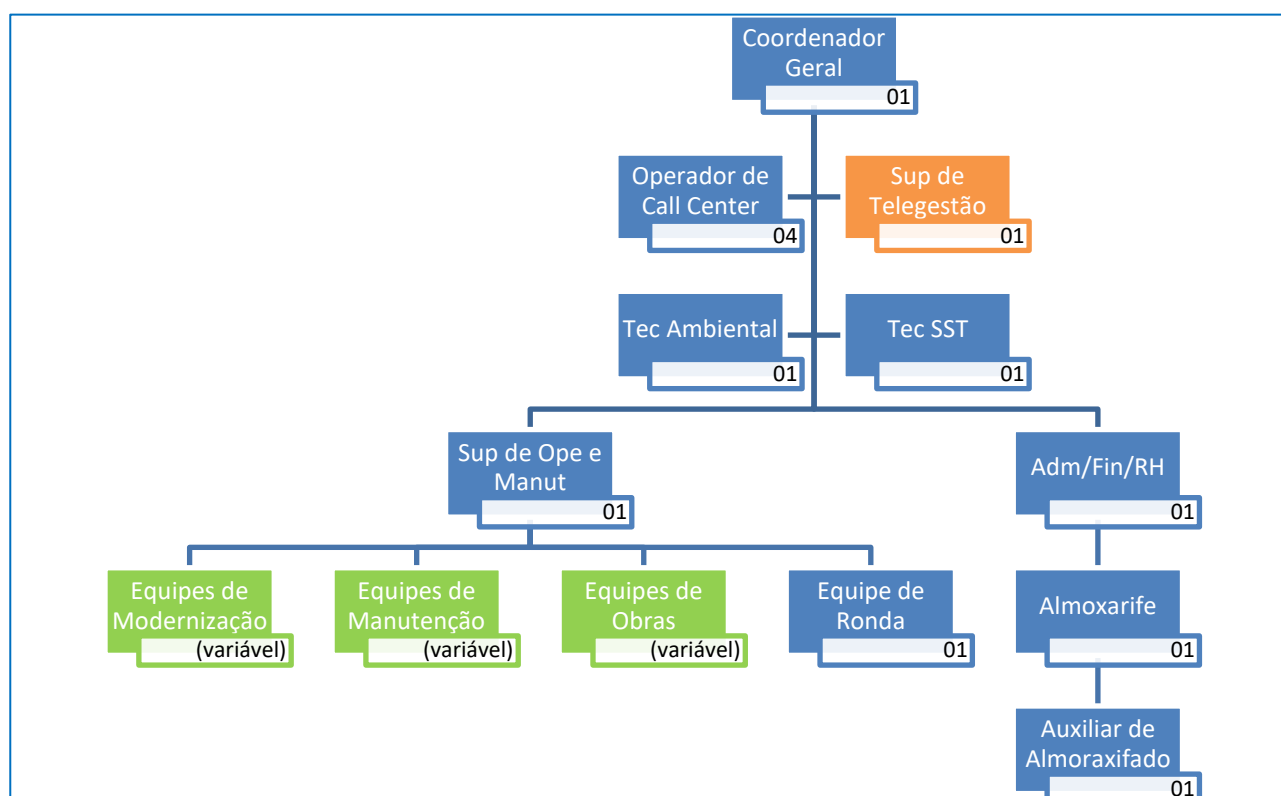 Coordenador
Geral
01
Operador de
Call Center
04
Sup de
Telegestão
01
Tec Ambiental
01
Tec SST
01
Sup de Ope e
Manut
01
Adm/Fin/RH
01
Equipes de
Modernização
(variável)
Equipes de
Manutenção
(variável)
Equipes de
Obras
(variável)
Equipe de
Ronda
01
Almoxarife
01
Auxiliar de
Almoraxifado
01